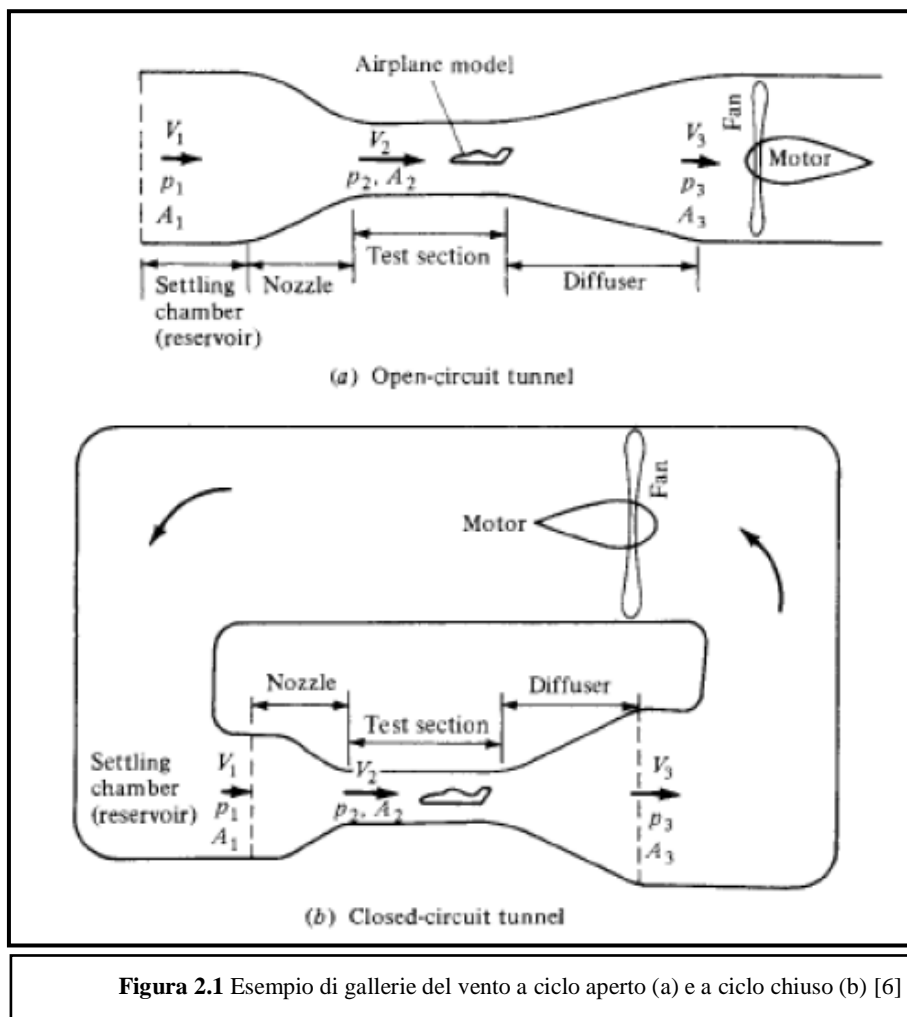 Airplane model
Fan
V₁
V₂
V₃
Motor
p₁
p₂, A₂
p₃
A₁
A₃
Test section
Settling
chamber
(reservoir)
Nozzle
Diffuser
(a) Open-circuit tunnel
Fan
Motor
Nozzle
Diffuser
Test section
Settling
chamber
(reservoir)
V₁
V₂
V₃
p₁
p₂, A₂
p₃
A₁
A₃
(b) Closed-circuit tunnel
Figura 2.1 Esempio di gallerie del vento a ciclo aperto (a) e a ciclo chiuso (b) [6]